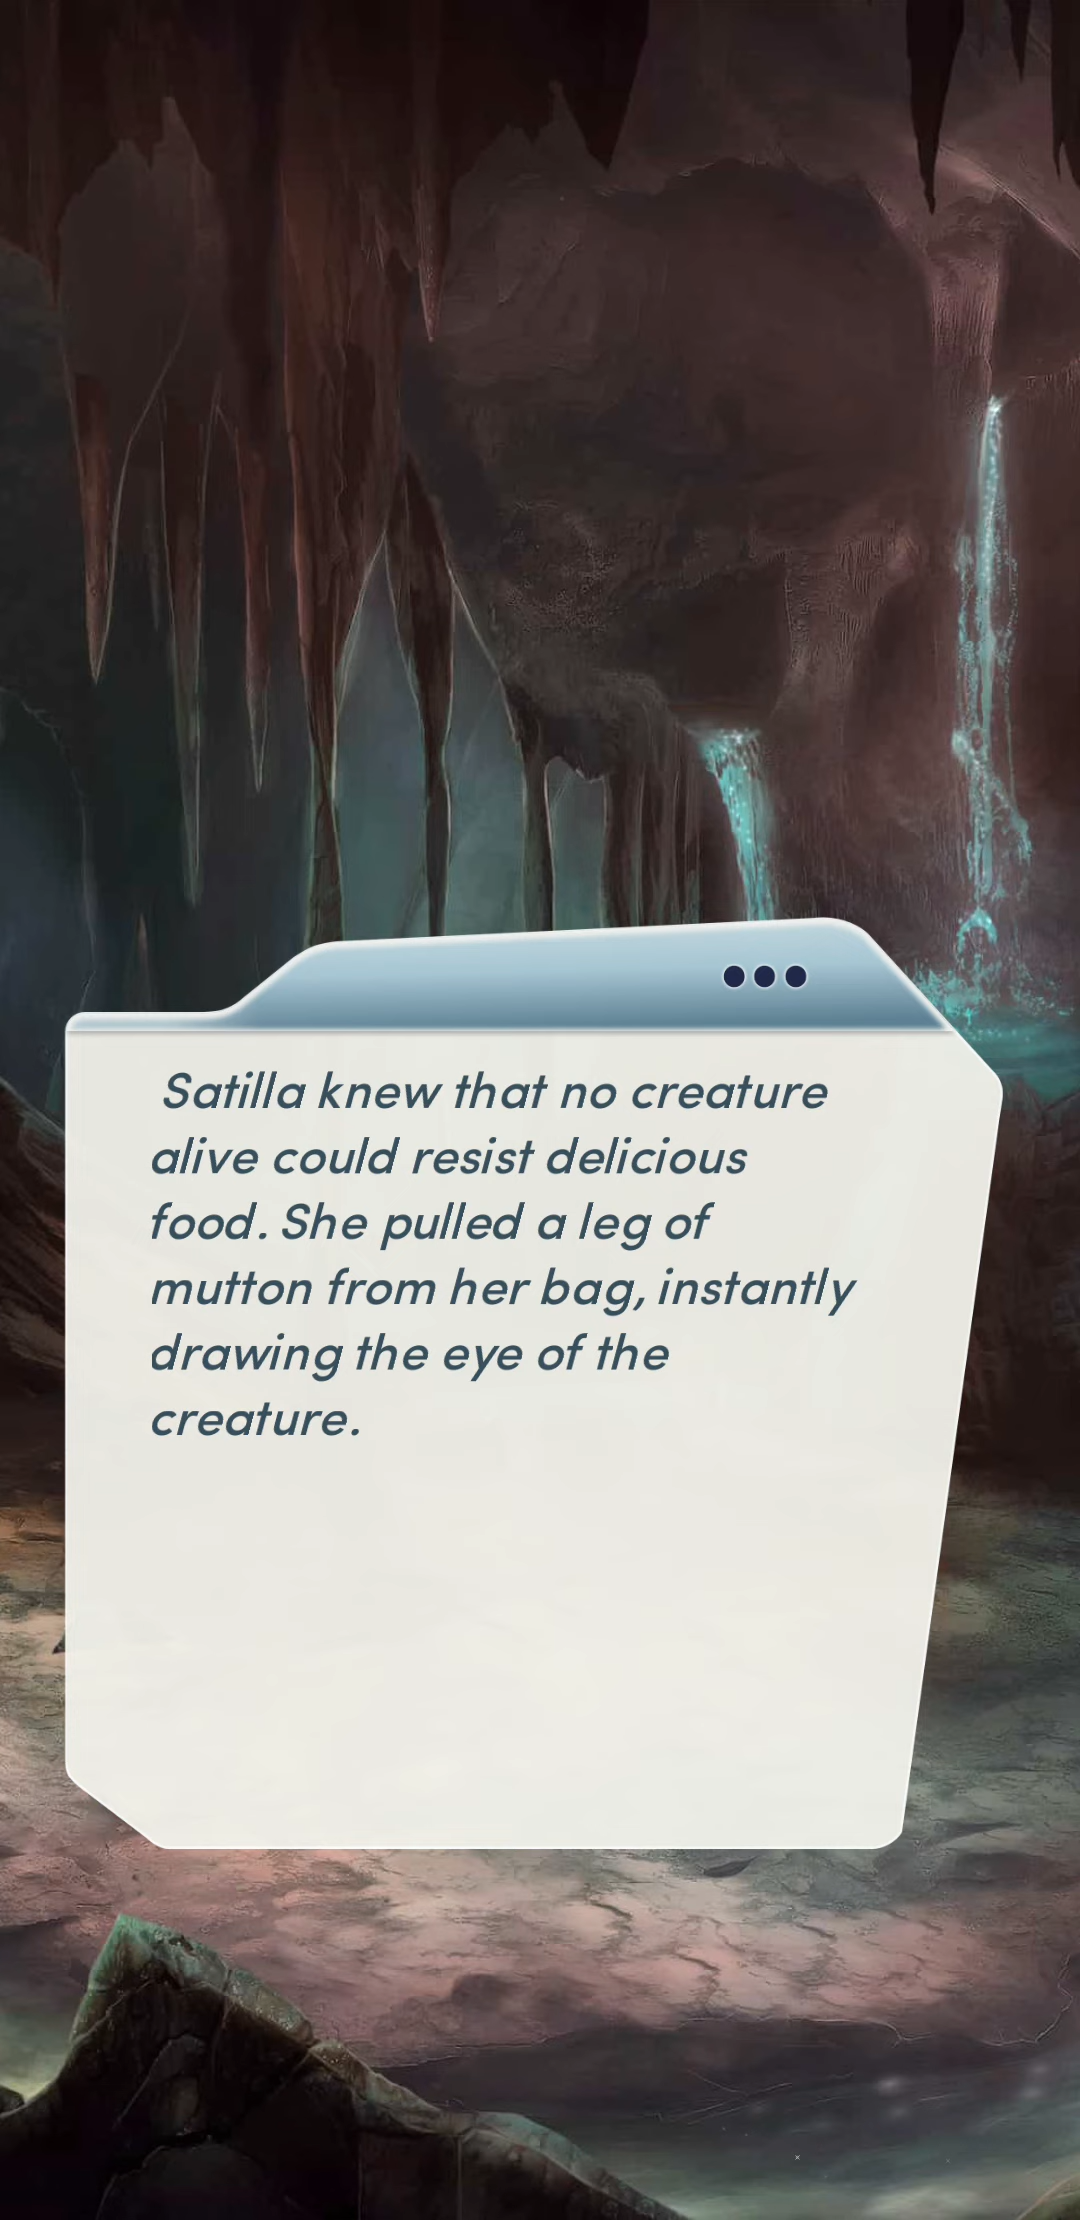 Satilla knew that no creature
alive could resist delicious
food. She pulled a leg of
mutton from her bag, instantly
drawing the eye of the
creature.